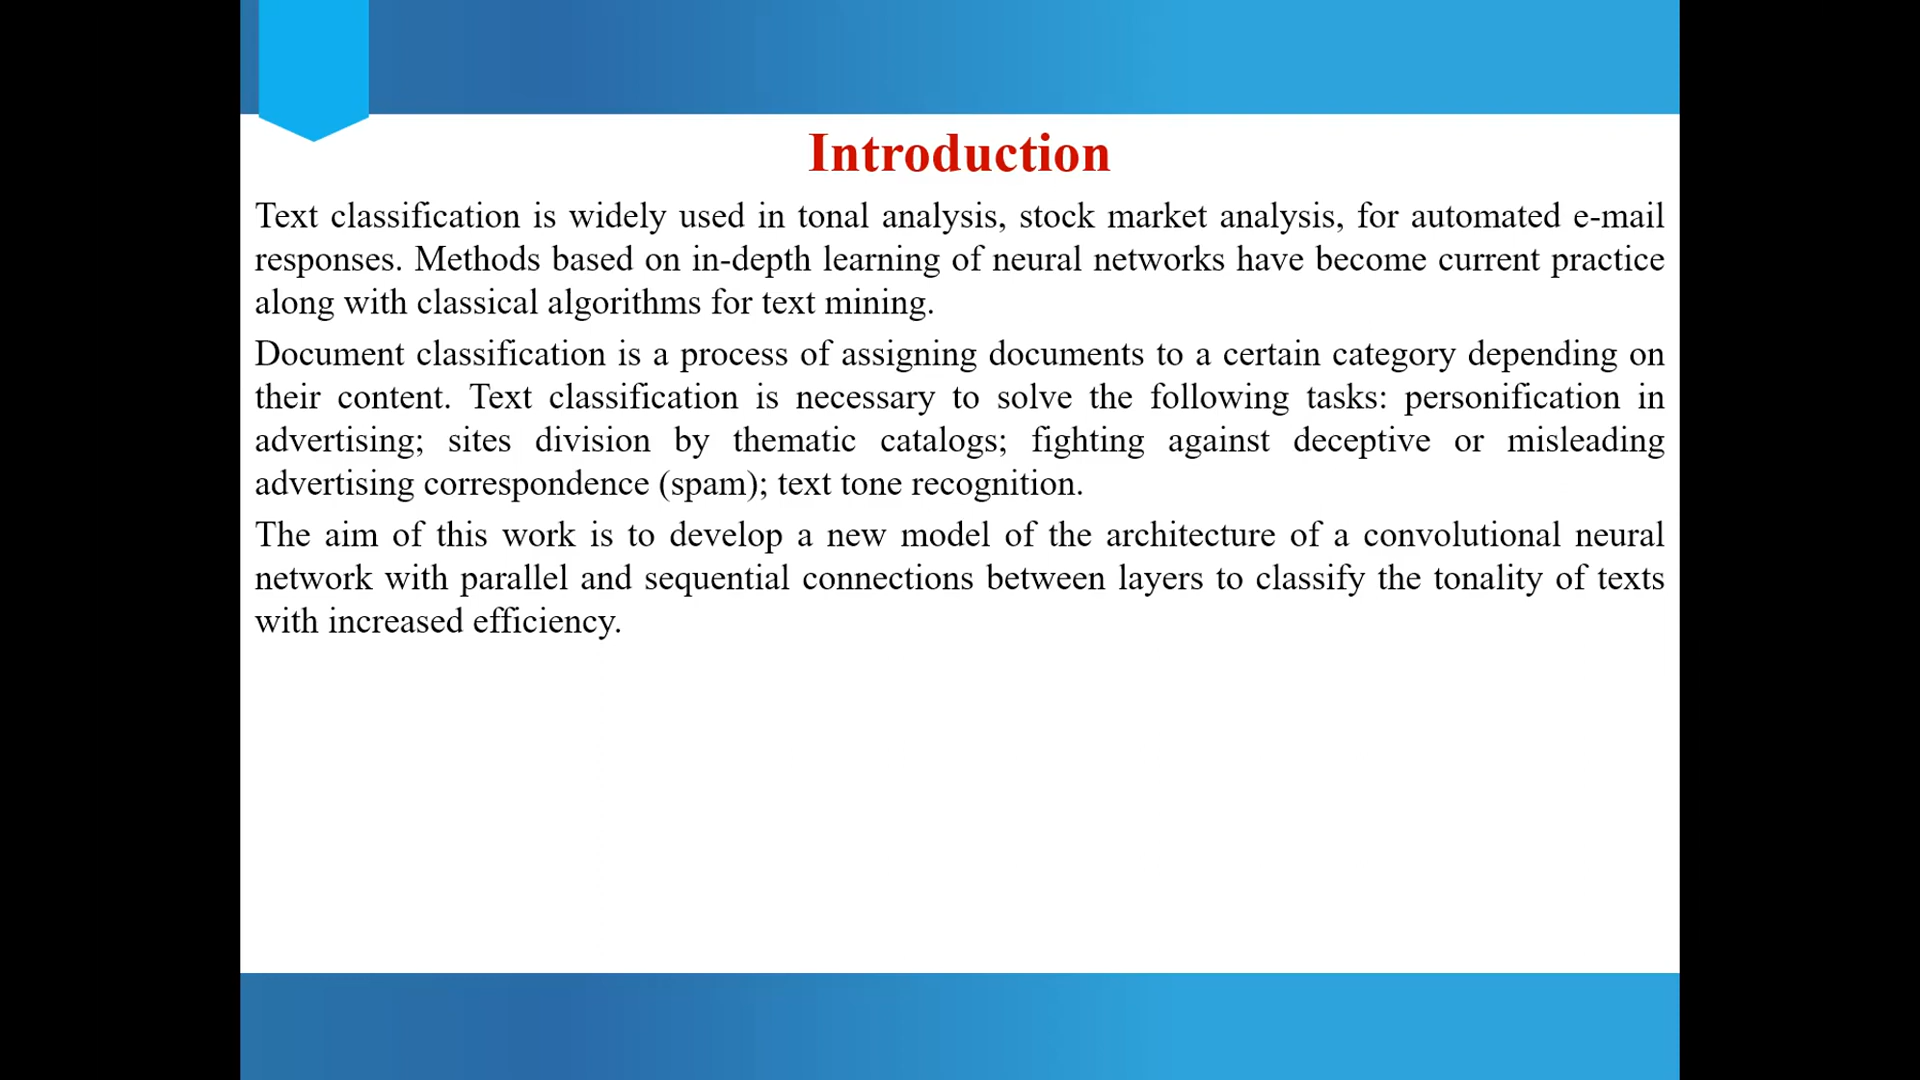 Introduction
Text classification is widely used in tonal analysis, stock market analysis, for automated e-mail
responses. Methods based on in-depth learning of neural networks have become current practice
along with classical algorithms for text mining.
Document classification is a process of assigning documents to a certain category depending on
their content. Text classification is necessary to solve the following tasks: personification in
advertising; sites division by thematic catalogs; fighting against deceptive or misleading
advertising correspondence (spam); text tone recognition.
The aim of this work is to develop a new model of the architecture of a convolutional neural
network with parallel and sequential connections between layers to classify the tonality of texts
with increased efficiency.